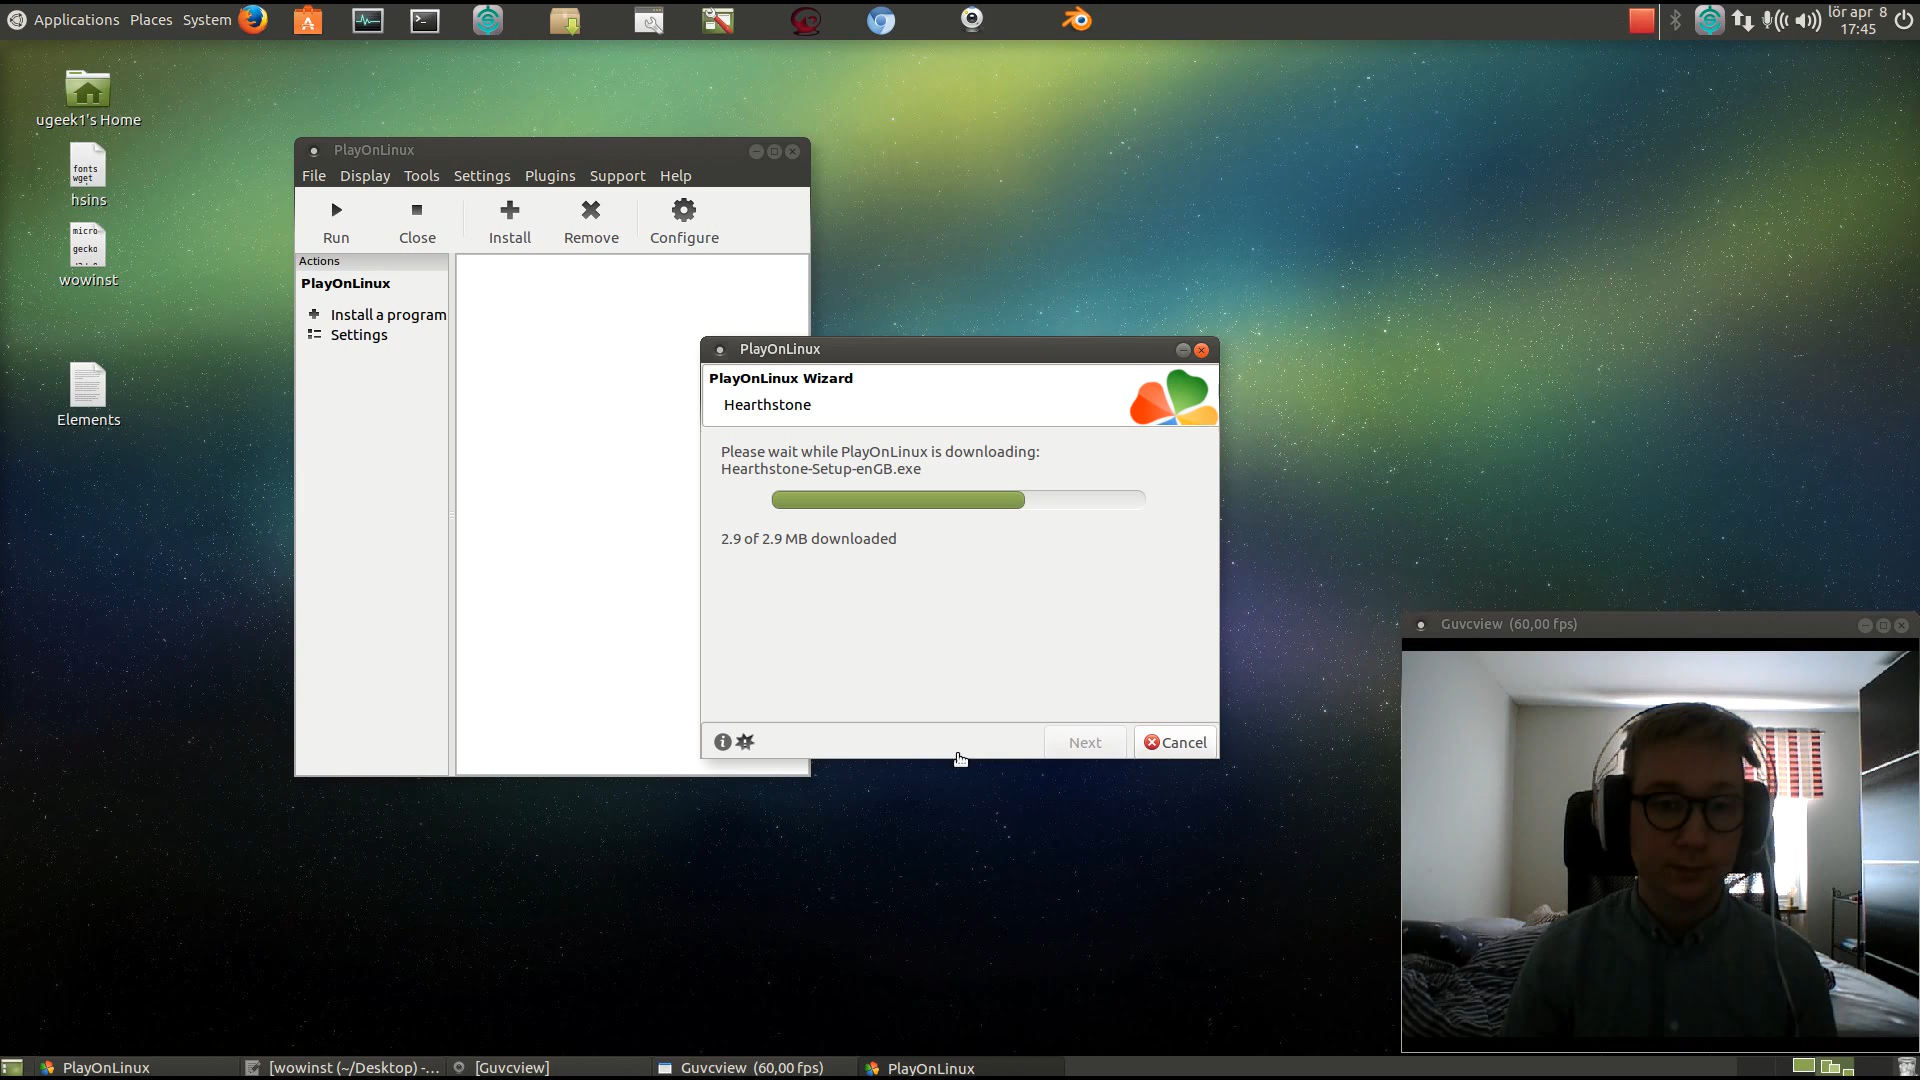 Applications Places System
lör apr 8
17:45
ugeek1's Home
fonts
wget
hsins
micro
gecko
wowinst
Elements
PlayOnLinux
File Display Tools Settings Plugins Support Help
Run Close Install Remove Configure
Actions
PlayOnLinux
Install a program
Settings
PlayOnLinux
PlayOnLinux Wizard
Hearthstone
Please wait while PlayOnLinux is downloading:
Hearthstone-Setup-enGB.exe
2.9 of 2.9 MB downloaded
Next Cancel
Guvcview (60,00 fps)
PlayOnLinux [wowinst (~/Desktop) -... [Guvcview] Guvcview (60,00 fps) PlayOnLinux